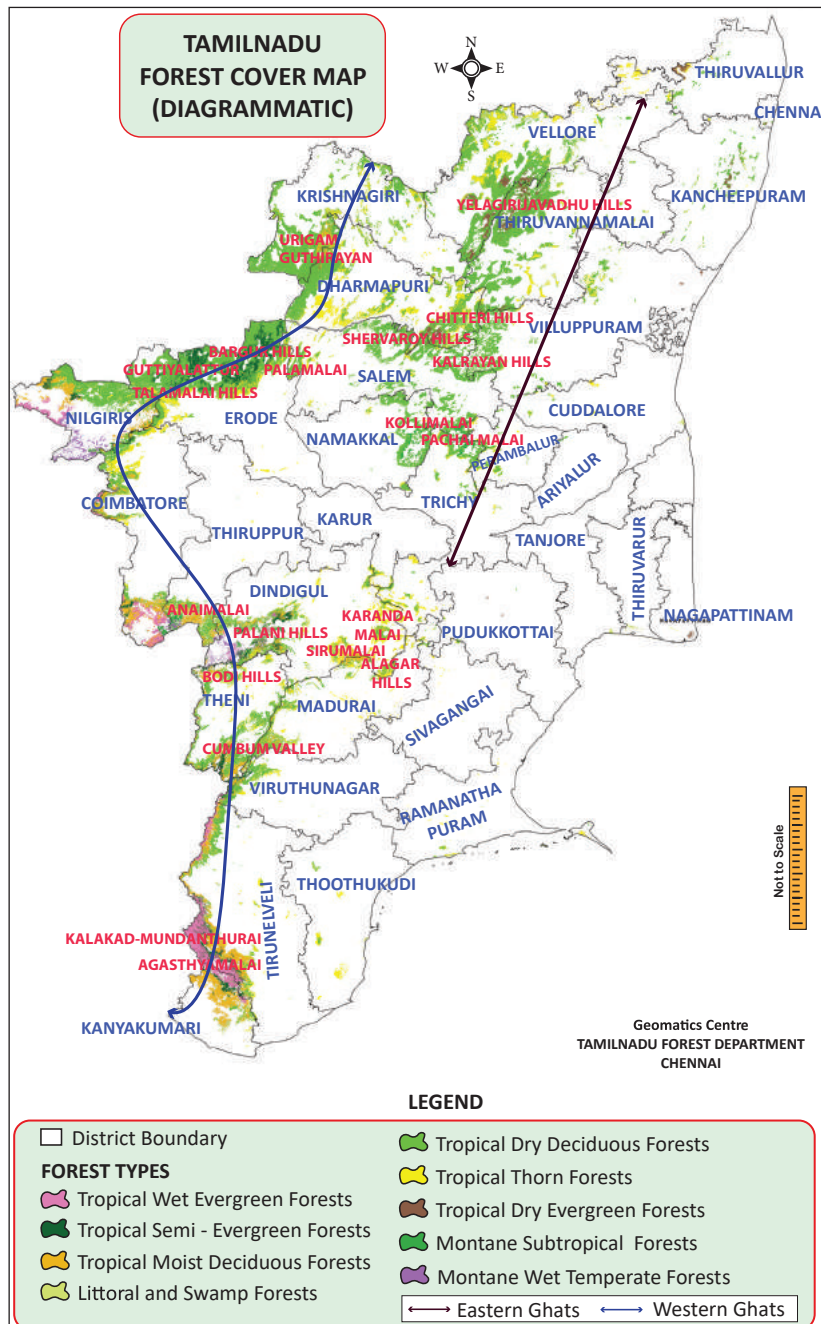 TAMILNADU
FOREST COVER MAP
(DIAGRAMMATIC)
N
W
E
S
THIRUVALLUR
CHENNA
VELLORE
KRISHNAGIRI
KANCHEEPURAM
YELAGIRIJAVADHU HILLS
THIRUVANNAMALAI
URIGAM
GUTHIRAYAN
DHARMAPURI
CHITTERI HILLS
VILLUPPURAM
SHERVAROY HILLS
BARGUR HILLS
KALRAYAN HILLS
GUTTIYALATTUR
PALAMALAI
SALEM
TALAMALAI HILLS
NILGIRIS
ERODE
CUDDALORE
KOLLIMALAI
NAMAKKAL
PACHAI MALAI
PERAMBALUR
ARIYALUR
COIMBATORE
TRICHY
KARUR
THIRUPPUR
TANJORE
THIRUVARUR
DINDIGUL
ANAIMALAI
KARANDA
MALAI
NAGAPATTINAM
PALANI HILLS
PUDUKKOTTAI
SIRUMALAI
ALAGAR
HILLS
BODI HILLS
THENI
MADURAI
SIVAGANGAI
CUMBUM VALLEY
VIRUTHUNAGAR
RAMANATHA
PURAM
Not to Scale
THOOTHUKUDI
TIRUNELVELI
KALAKAD-MUNDANTHURAI
AGASTHYAMALAI
KANYAKUMARI
Geomatics Centre
TAMILNADU FOREST DEPARTMENT
CHENNAI
LEGEND
District Boundary
FOREST TYPES
Tropical Wet Evergreen Forests
Tropical Semi - Evergreen Forests
Tropical Moist Deciduous Forests
Littoral and Swamp Forests
Tropical Dry Deciduous Forests
Tropical Thorn Forests
Tropical Dry Evergreen Forests
Montane Subtropical Forests
Montane Wet Temperate Forests
Eastern Ghats
Western Ghats